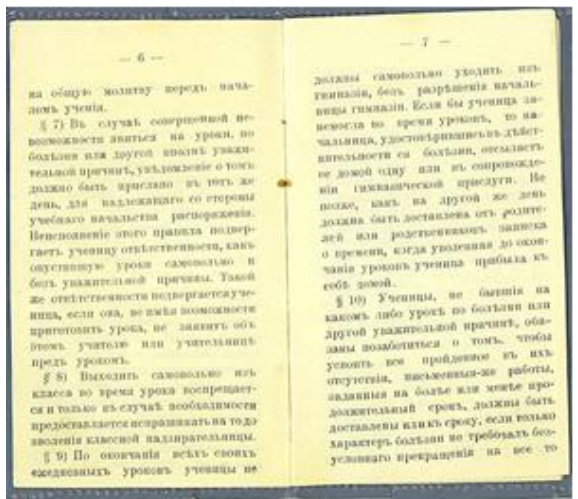 — 6 —
на общую молитву передъ нача-
ломъ ученія.
§ 7) Въ случаѣ совершенной не-
возможности явиться на уроки, по
болѣзни или другой вполнѣ уважи-
тельной причинѣ, увѣдомленіе о томъ
должно быть прислано въ тотъ же
день, для надлежащаго со стороны
учебнаго начальства распоряженія.
Неисполненіе этого правила подвер-
гаетъ ученицу отвѣтственности, какъ
опустившую уроки самовольно и
безъ уважительной причины. Такой
же отвѣтственности подвергается уче-
ница, если она, не имѣя возможности
приготовить урока, не заявитъ объ
этомъ учителю или учительницѣ
предъ урокомъ.
§ 8) Выходить самовольно изъ
класса во время урока воспрещает-
ся и только въ случаѣ необходимости
предоставляется испрашивать на то до
зволенія классной надзирательницы.
§ 9) По окончаніи всѣхъ своихъ
ежедневныхъ уроковъ ученицы не
— 7 —
должны самовольно уходить изъ
гимназіи, безъ разрѣшенія началь-
ницы гимназіи. Если бы ученица за-
немогла во время уроковъ, то на-
чальница, удостовѣрившись въ дѣйст-
вительности ея болѣзни, отсылаетъ
ее домой одну или въ сопровожде-
ніи гимназической прислуги. Не
позже, какъ на другой же день
должна быть доставлена отъ родите-
лей или родственниковъ записка
о времени, когда уволенная до окон-
чанія уроковъ ученица прибыла къ
себѣ домой.
§ 10) Ученицы, не бывшія на
какомъ либо урокѣ по болѣзни или
другой уважительной причинѣ, обя-
заны позаботиться о томъ, чтобы
усвоить все пройденное въ ихъ
отсутствіи, письменныя-же работы,
заданныя на болѣе или менѣе про-
должительный срокъ, должны быть
доставлены или къ сроку, если только
характеръ болѣзни не требовалъ без-
условнаго прекращенія на все то